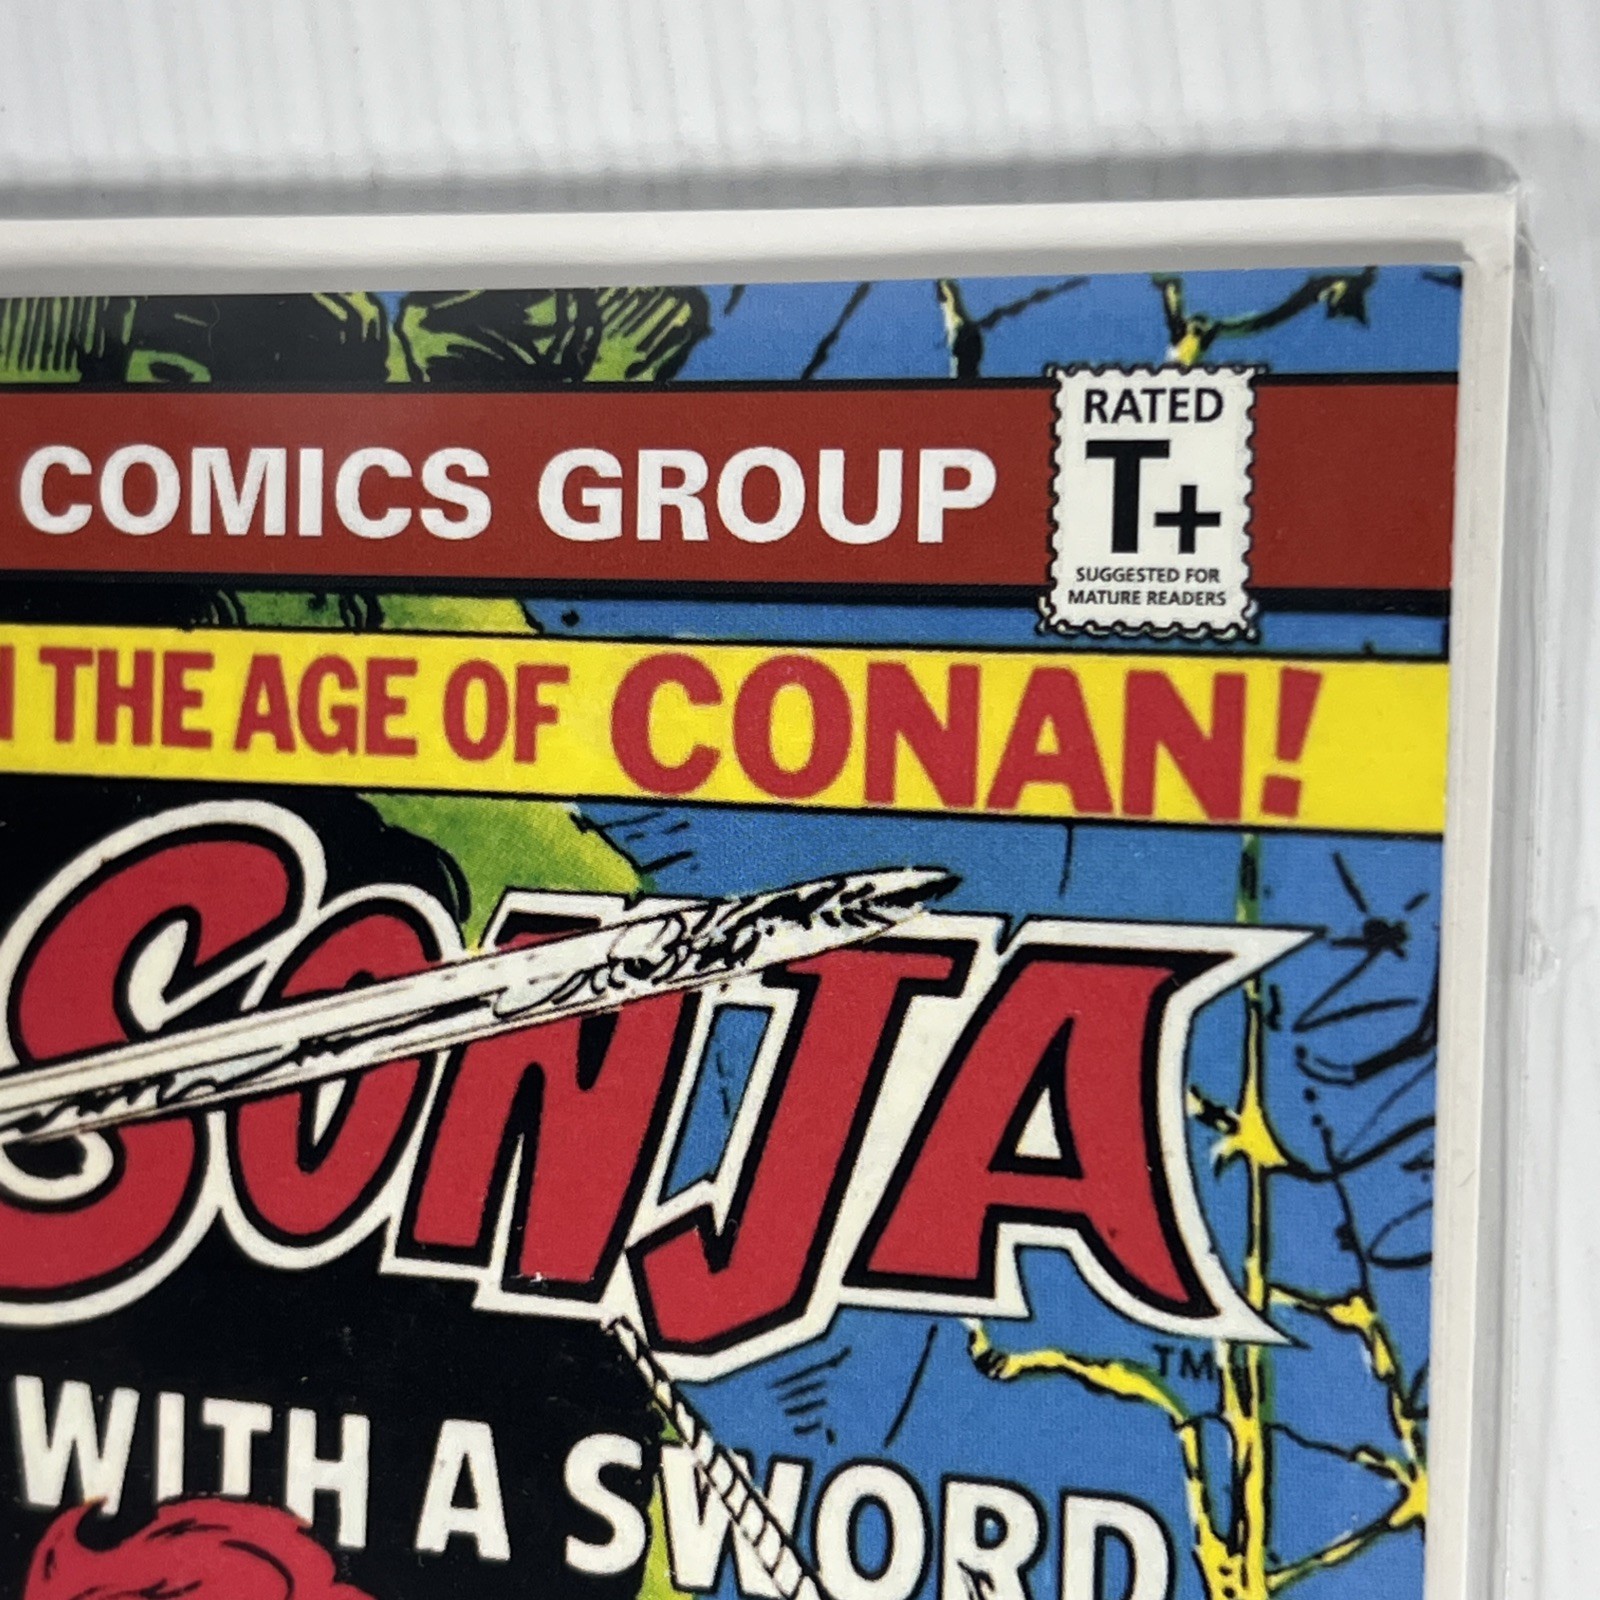 COMICS GROUP
RATED
T+
SUGGESTED FOR
MATURE READERS
THE AGE OF CONAN!
SONJA
TM
WITH A SWORD